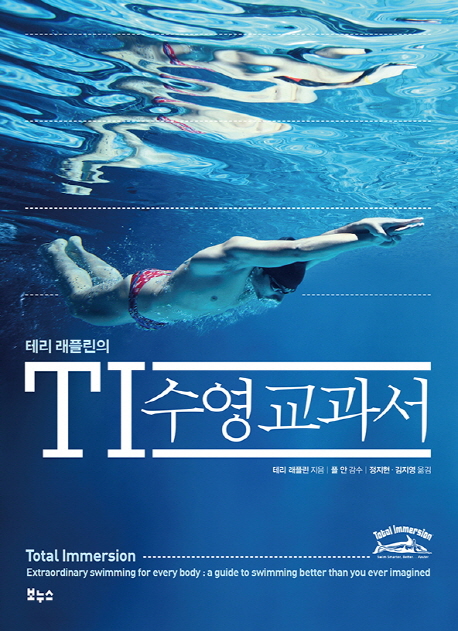 테리 래플린의
TI 수영 교과서
테리 래플린 지음 | 폴 안 감수 | 정지현·김지영 옮김
Total Immersion
Total Immersion
Extraordinary swimming for every body : a guide to swimming better than you ever imagined
보누스